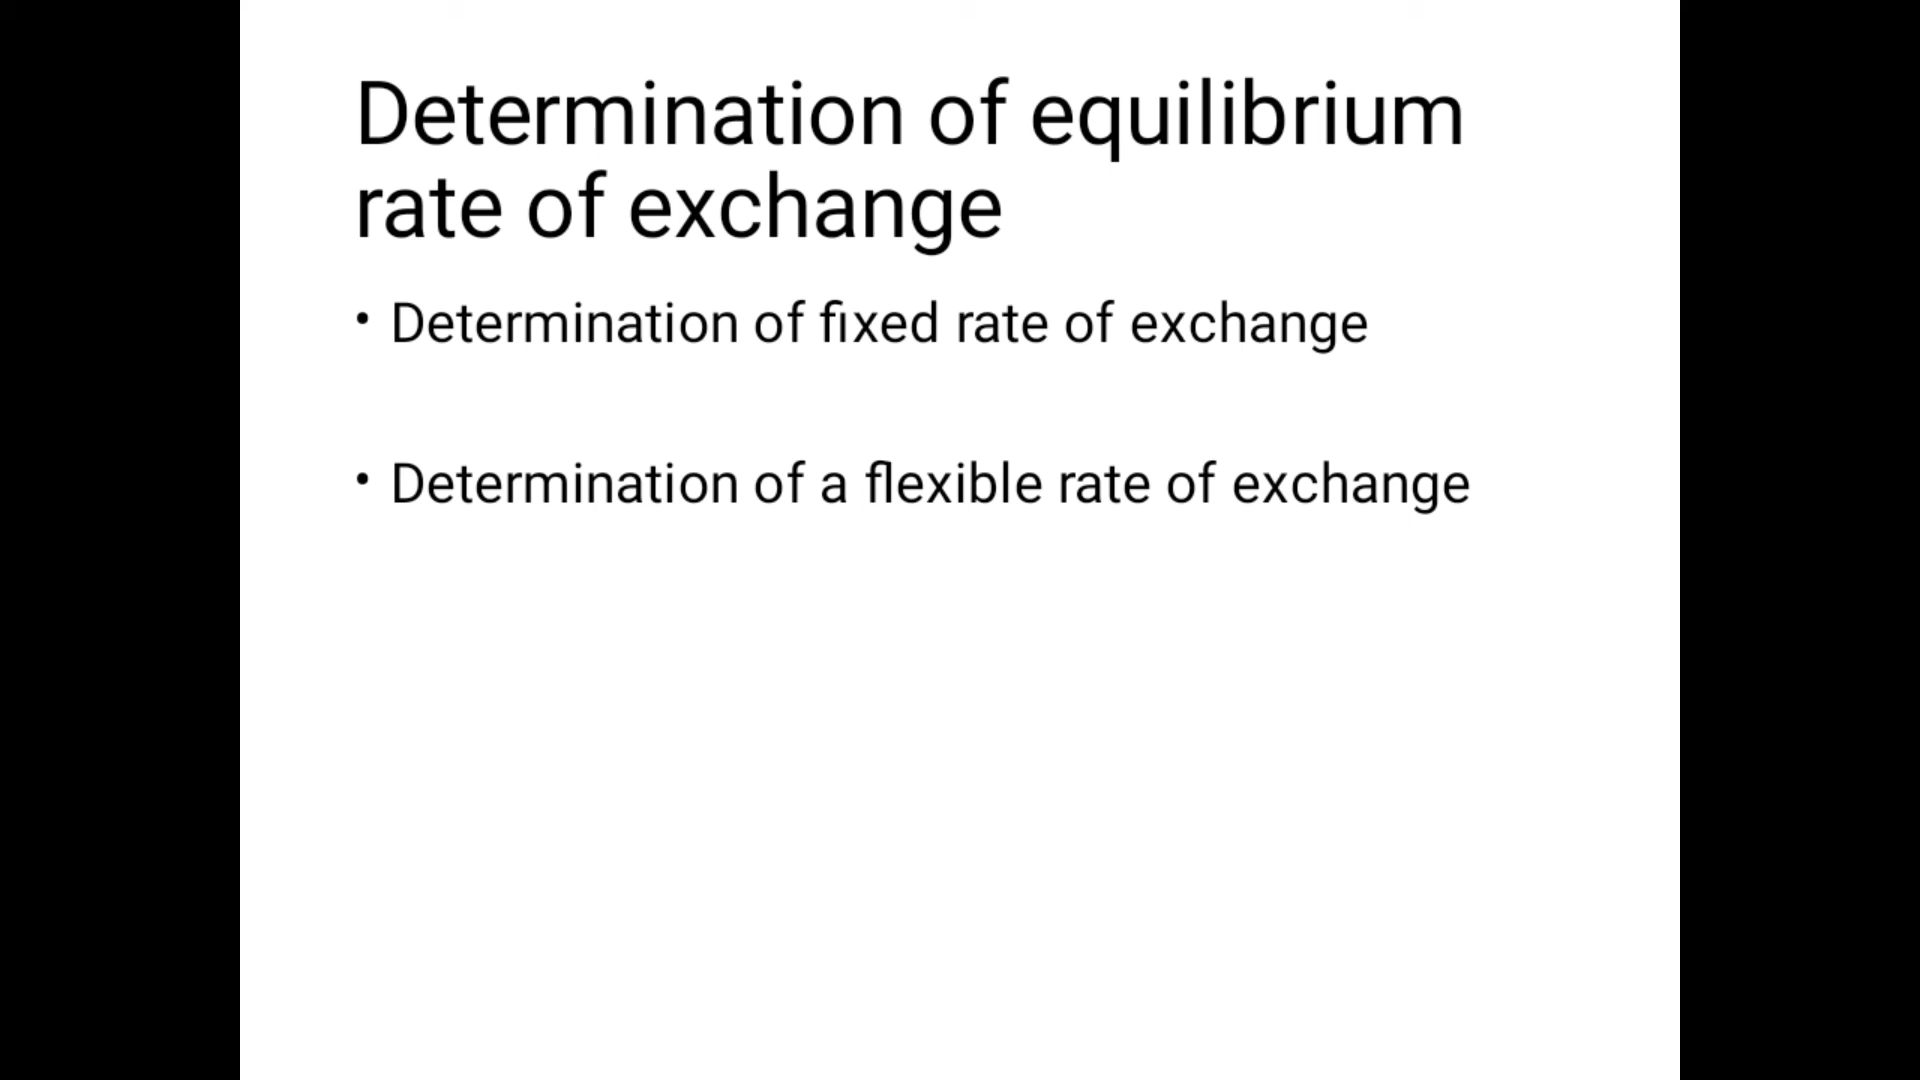 Determination of equilibrium
rate of exchange
• Determination of fixed rate of exchange
• Determination of a flexible rate of exchange